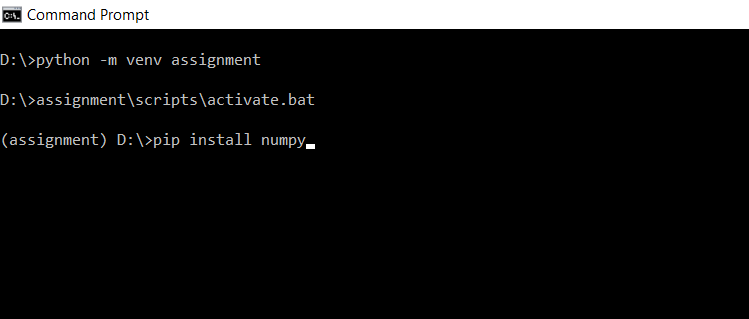 Command Prompt
D:\>python -m venv assignment
D:\>assignment\scripts\activate.bat
(assignment) D:\>pip install numpy